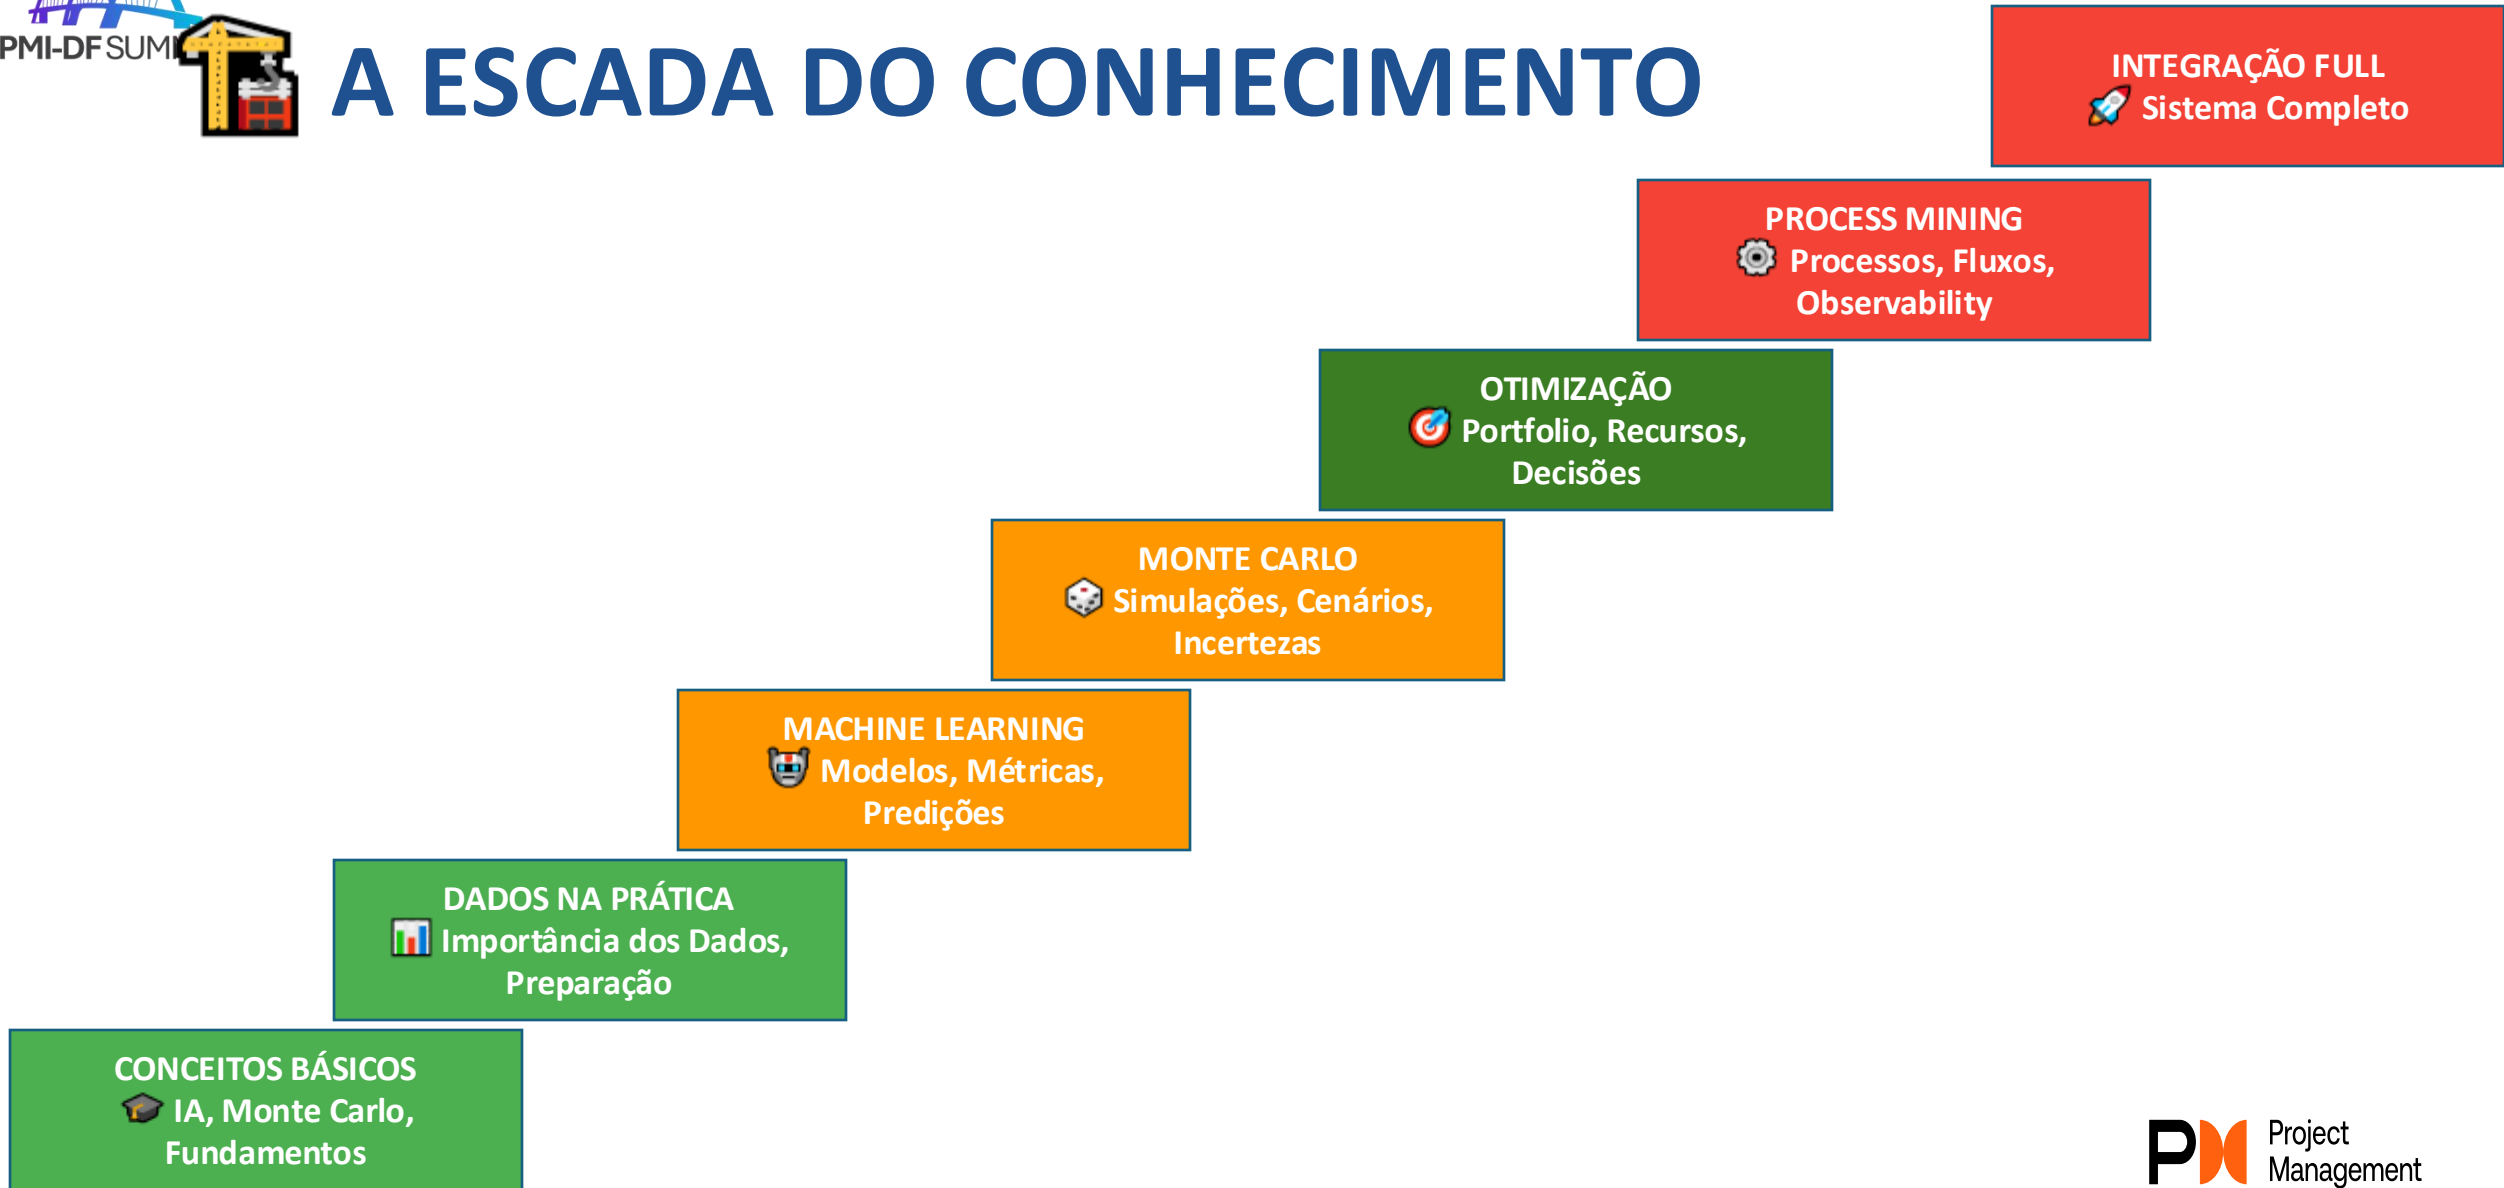 PMI-DF SUM
A ESCADA DO CONHECIMENTO
INTEGRAÇÃO FULL
Sistema Completo
PROCESS MINING
Processos, Fluxos,
Observability
OTIMIZAÇÃO
Portfolio, Recursos,
Decisões
MONTE CARLO
Simulações, Cenários,
Incertezas
MACHINE LEARNING
Modelos, Métricas,
Predições
DADOS NA PRÁTICA
Importância dos Dados,
Preparação
CONCEITOS BÁSICOS
IA, Monte Carlo,
Fundamentos
Project
Management